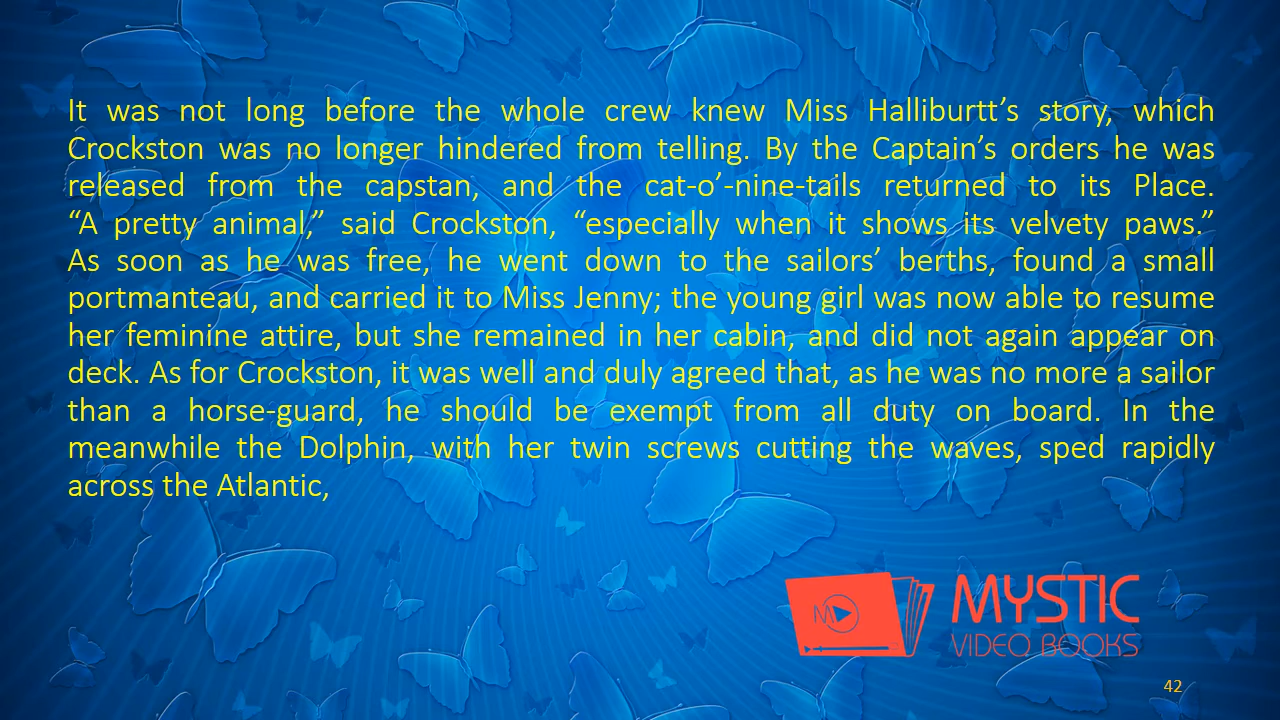 It was not long before the whole crew knew Miss Halliburtt’s story, which
Crockston was no longer hindered from telling. By the Captain’s orders he was
released from the capstan, and the cat-o’-nine-tails returned to its Place.
“A pretty animal,” said Crockston, “especially when it shows its velvety paws.”
As soon as he was free, he went down to the sailors’ berths, found a small
portmanteau, and carried it to Miss Jenny; the young girl was now able to resume
her feminine attire, but she remained in her cabin, and did not again appear on
deck. As for Crockston, it was well and duly agreed that, as he was no more a sailor
than a horse-guard, he should be exempt from all duty on board. In the
meanwhile the Dolphin, with her twin screws cutting the waves, sped rapidly
across the Atlantic,
M
MYSTIC
VIDEO BOOKS
42